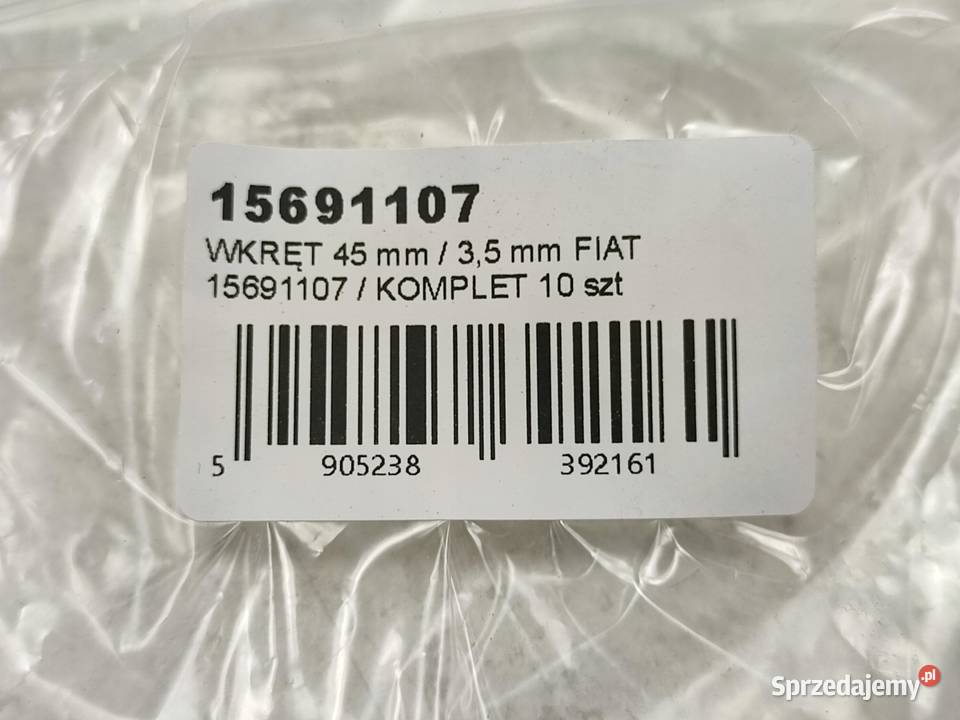 15691107
WKRĘT 45 mm / 3,5 mm FIAT
15691107 / KOMPLET 10 szt
5 905238 392161
Sprzedajemy.pl